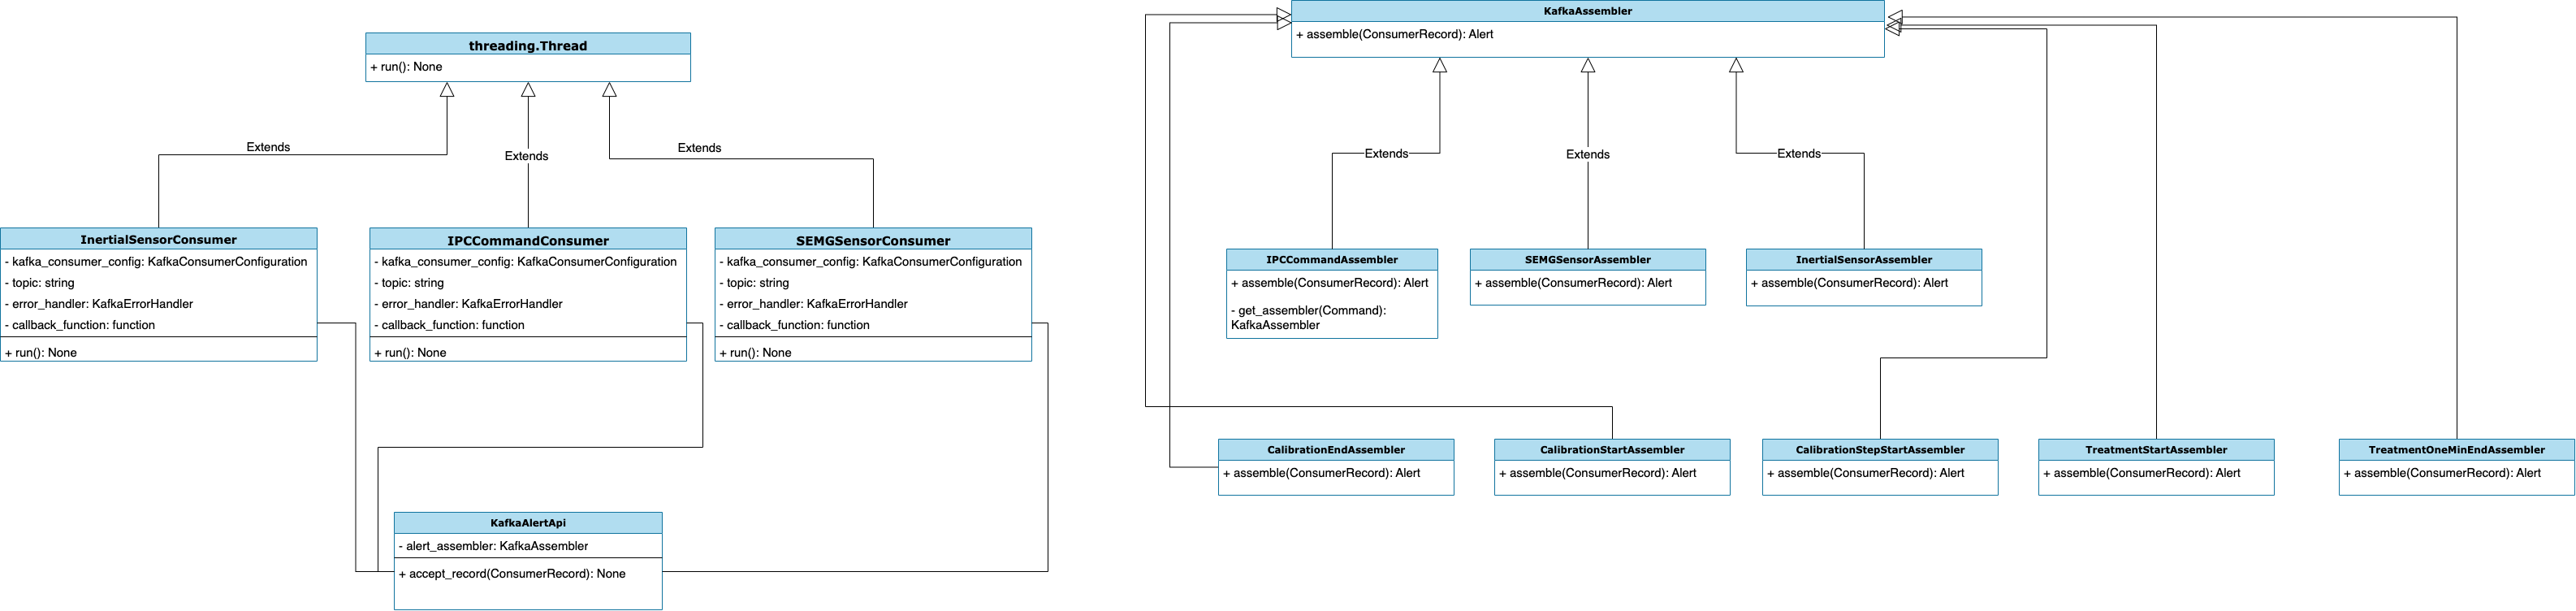 threading.Thread
+ run(): None
Extends
Extends
Extends
InertialSensorConsumer
- kafka_consumer_config: KafkaConsumerConfiguration
- topic: string
- error_handler: KafkaErrorHandler
- callback_function: function
+ run(): None
IPCCommandConsumer
- kafka_consumer_config: KafkaConsumerConfiguration
- topic: string
- error_handler: KafkaErrorHandler
- callback_function: function
+ run(): None
SEMGSensorConsumer
- kafka_consumer_config: KafkaConsumerConfiguration
- topic: string
- error_handler: KafkaErrorHandler
- callback_function: function
+ run(): None
KafkaAlertApi
- alert_assembler: KafkaAssembler
+ accept_record(ConsumerRecord): None
KafkaAssembler
+ assemble(ConsumerRecord): Alert
Extends
Extends
Extends
IPCCommandAssembler
+ assemble(ConsumerRecord): Alert
- get_assembler(Command):
KafkaAssembler
SEMGSensorAssembler
+ assemble(ConsumerRecord): Alert
InertialSensorAssembler
+ assemble(ConsumerRecord): Alert
CalibrationEndAssembler
+ assemble(ConsumerRecord): Alert
CalibrationStartAssembler
+ assemble(ConsumerRecord): Alert
CalibrationStepStartAssembler
+ assemble(ConsumerRecord): Alert
TreatmentStartAssembler
+ assemble(ConsumerRecord): Alert
TreatmentOneMinEndAssembler
+ assemble(ConsumerRecord): Alert